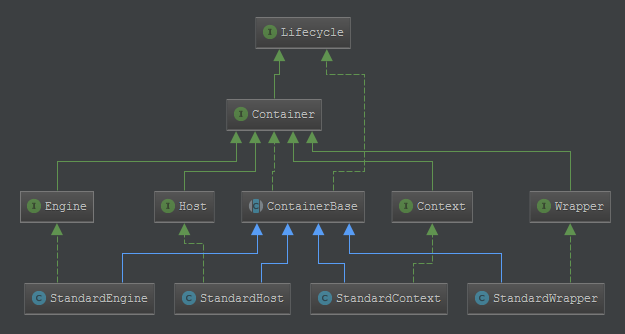 I Lifecycle
I Container
I Engine
I Host
C ContainerBase
I Context
I Wrapper
C StandardEngine
C StandardHost
C StandardContext
C StandardWrapper